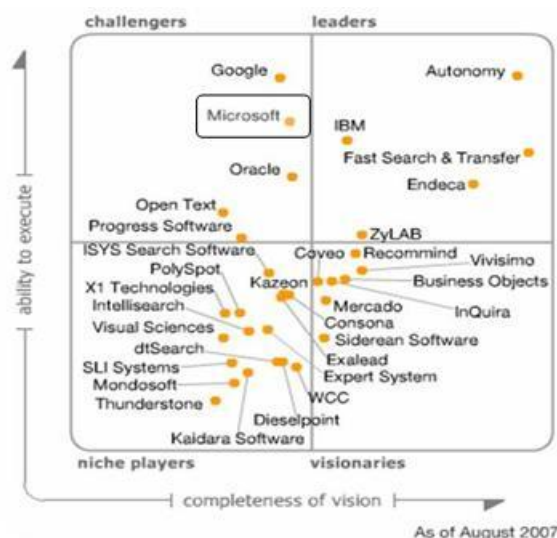 challengers
leaders
Google
Autonomy
Microsoft
IBM
Fast Search & Transfer
Oracle
Endeca
Open Text
Progress Software
ZyLAB
ISYS Search Software
Coveo
Recommind
PolySpot
Vivisimo
X1 Technologies
Kazeon
Business Objects
Intellisearch
Mercado
InQuira
Visual Sciences
Consona
dtSearch
Siderean Software
SLI Systems
Exalead
Mondosoft
Expert System
Thunderstone
WCC
Dieselpoint
Kaidara Software
niche players
visionaries
ability to execute
completeness of vision
As of August 2007